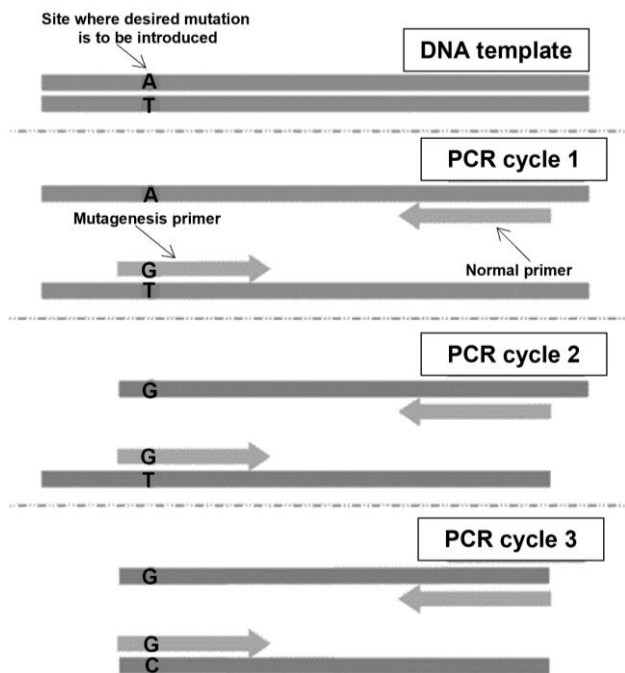 Site where desired mutation
is to be introduced
DNA template
A
T
PCR cycle 1
A
Mutagenesis primer
G
Normal primer
T
PCR cycle 2
G
G
T
PCR cycle 3
G
G
C